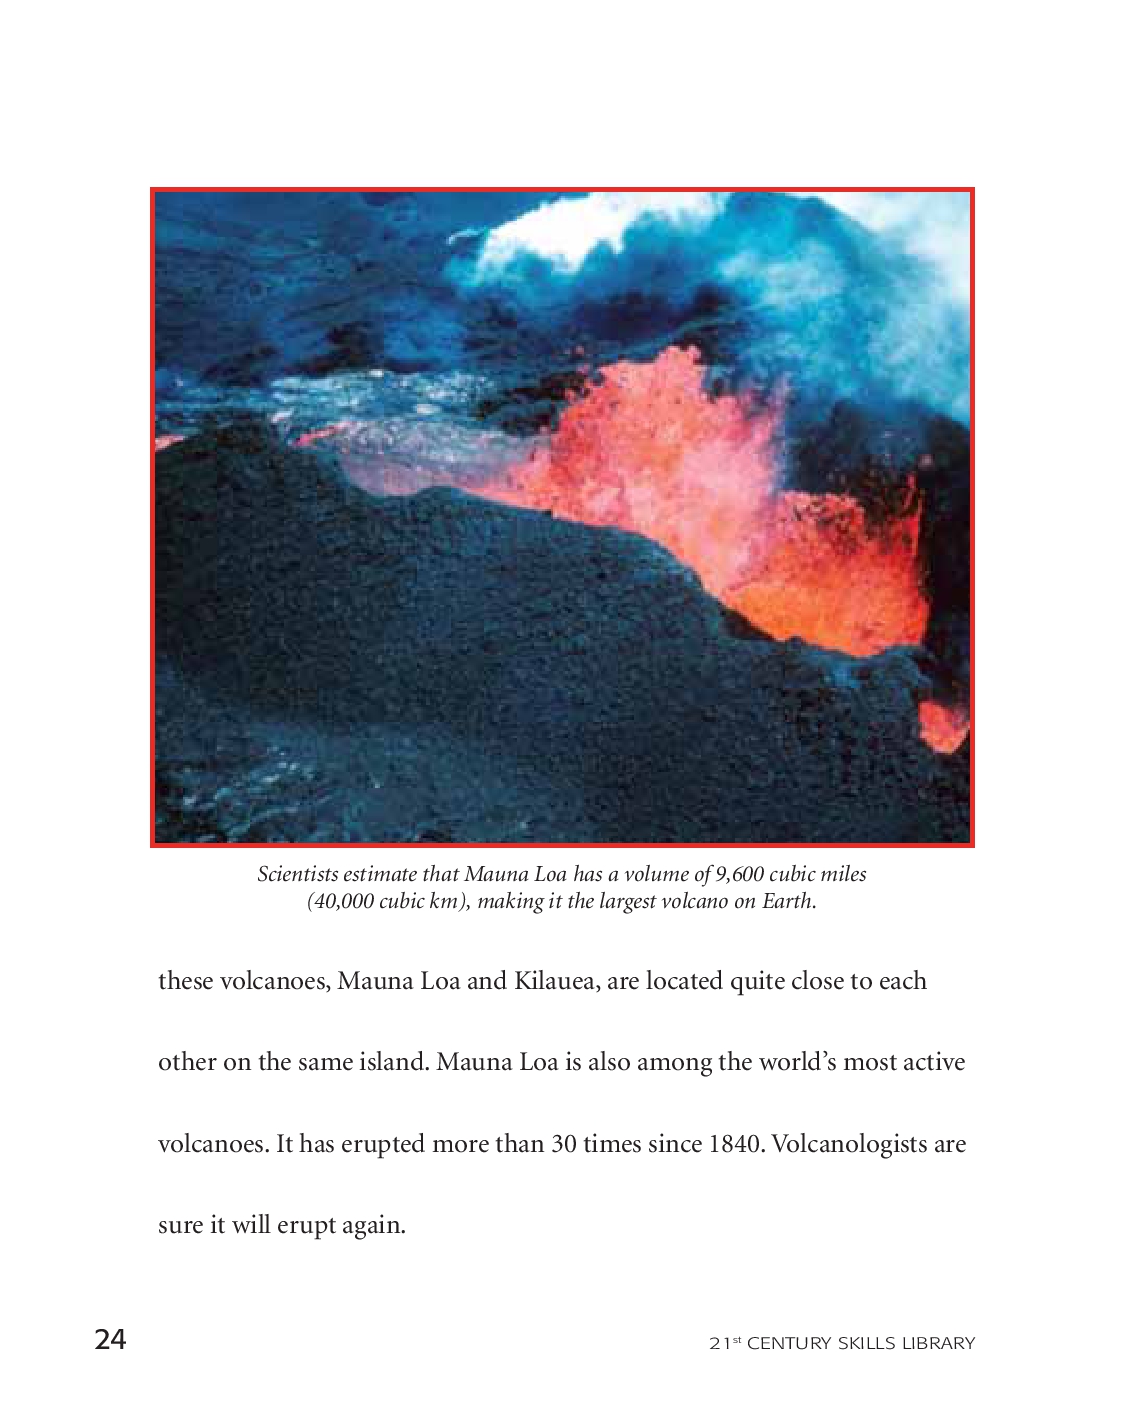 Scientists estimate that Mauna Loa has a volume of 9,600 cubic miles
(40,000 cubic km), making it the largest volcano on Earth.
these volcanoes, Mauna Loa and Kilauea, are located quite close to each
other on the same island. Mauna Loa is also among the world’s most active
volcanoes. It has erupted more than 30 times since 1840. Volcanologists are
sure it will erupt again.
24
21st CENTURY SKILLS LIBRARY